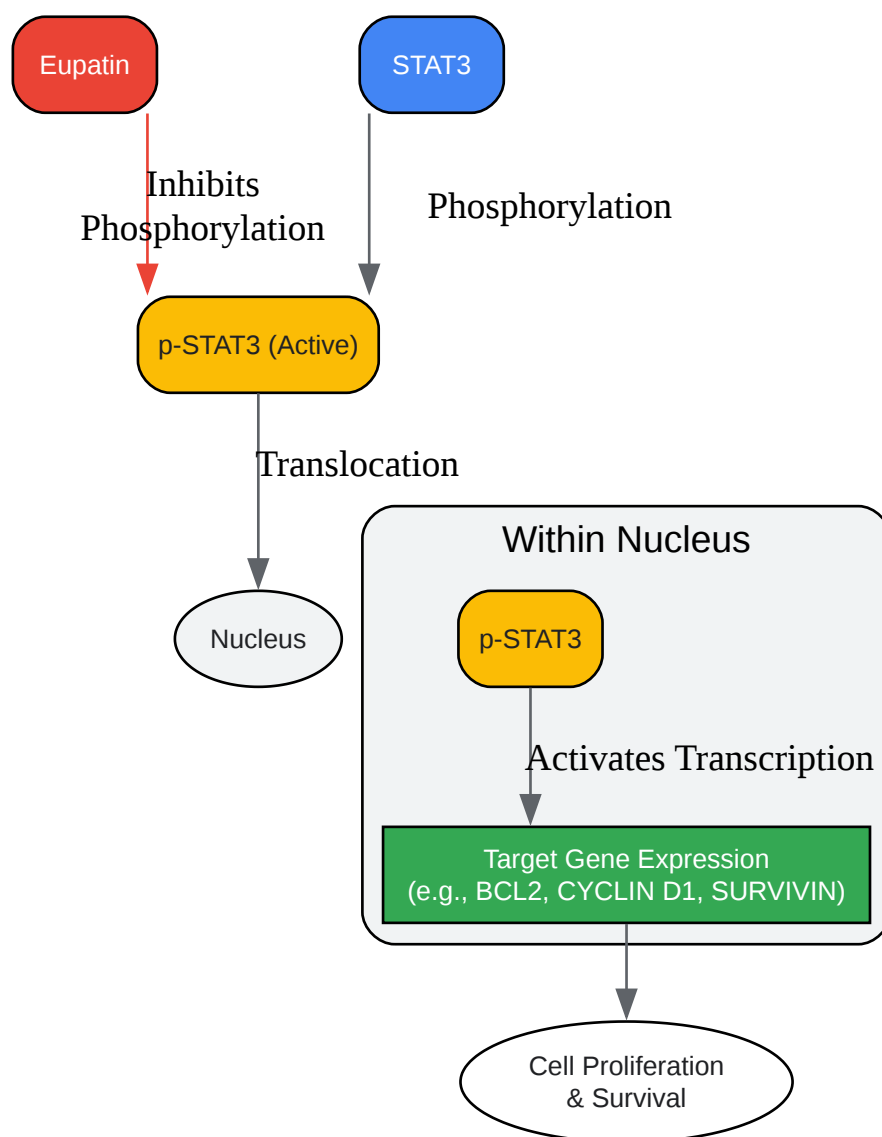 Eupatin
STAT3
Inhibits
Phosphorylation
Phosphorylation
p-STAT3 (Active)
Translocation
Within Nucleus
Nucleus
p-STAT3
Activates Transcription
Target Gene Expression
(e.g., BCL2, CYCLIN D1, SURVIVIN)
Cell Proliferation
& Survival